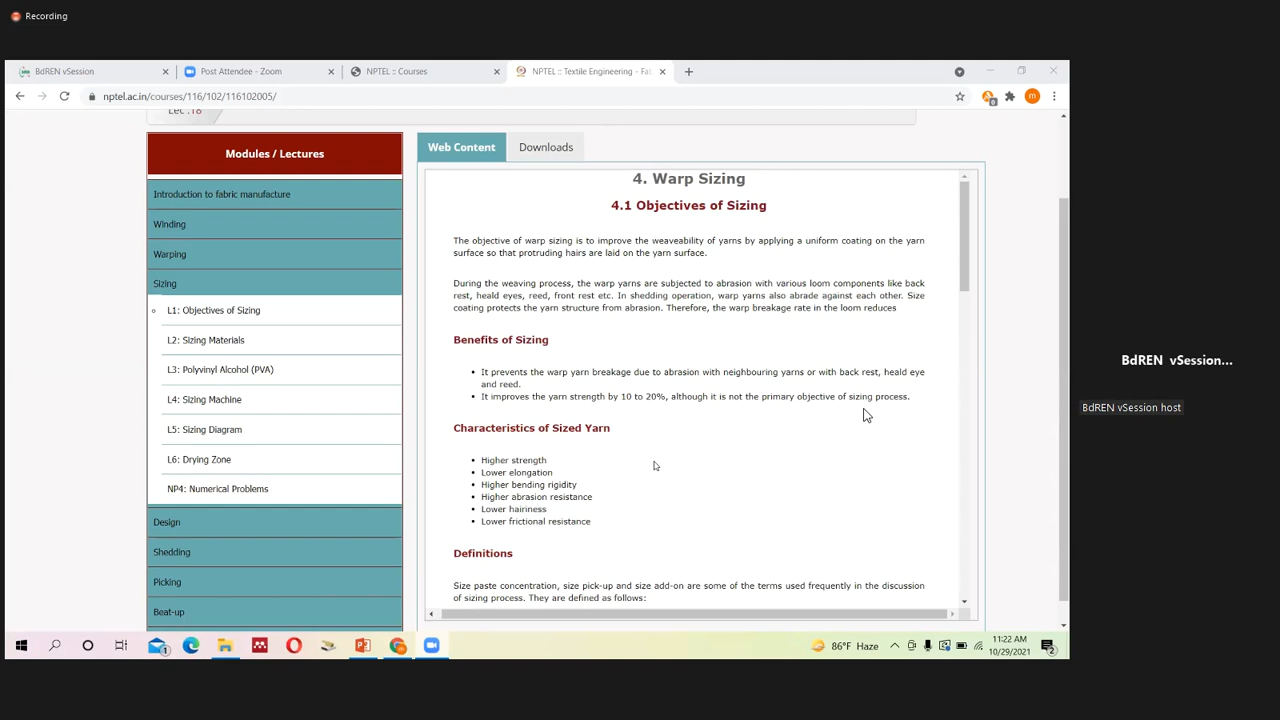 Recording
BdREN vSession
Post Attendee - Zoom
NPTEL :: Courses
NPTEL :: Textile Engineering - Fab
nptel.ac.in/courses/116/102/116102005/
Lec :18
Modules / Lectures
Introduction to fabric manufacture
Winding
Warping
Sizing
L1: Objectives of Sizing
L2: Sizing Materials
L3: Polyvinyl Alcohol (PVA)
L4: Sizing Machine
L5: Sizing Diagram
L6: Drying Zone
NP4: Numerical Problems
Design
Shedding
Picking
Beat-up
Web Content
Downloads
4. Warp Sizing
4.1 Objectives of Sizing
The objective of warp sizing is to improve the weaveability of yarns by applying a uniform coating on the yarn
surface so that protruding hairs are laid on the yarn surface.
During the weaving process, the warp yarns are subjected to abrasion with various loom components like back
rest, heald eyes, reed, front rest etc. In shedding operation, warp yarns also abrade against each other. Size
coating protects the yarn structure from abrasion. Therefore, the warp breakage rate in the loom reduces
Benefits of Sizing
• It prevents the warp yarn breakage due to abrasion with neighbouring yarns or with back rest, heald eye
and reed.
• It improves the yarn strength by 10 to 20%, although it is not the primary objective of sizing process.
Characteristics of Sized Yarn
• Higher strength
• Lower elongation
• Higher bending rigidity
• Higher abrasion resistance
• Lower hairiness
• Lower frictional resistance
Definitions
Size paste concentration, size pick-up and size add-on are some of the terms used frequently in the discussion
of sizing process. They are defined as follows:
BdREN vSession...
BdREN vSession host
86°F Haze
11:22 AM
10/29/2021